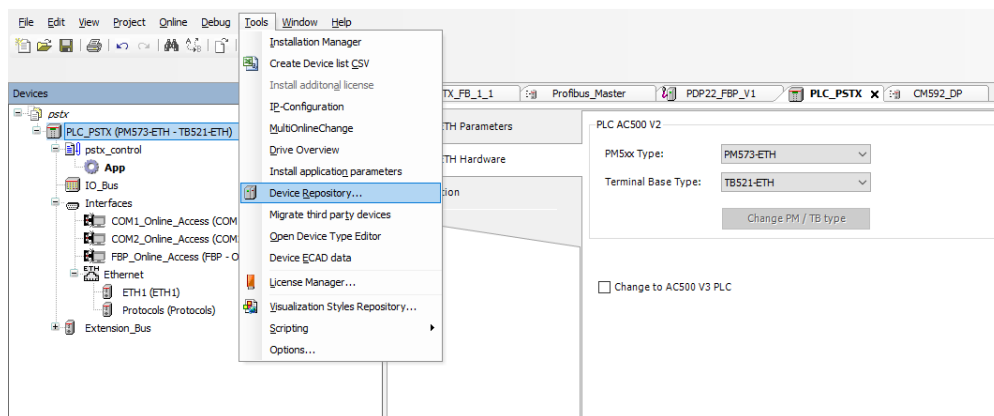 File Edit View Project Online Debug Tools Window Help
Installation Manager
Create Device list CSV
Install additonal license
IP-Configuration
MultiOnlineChange
Drive Overview
Install application parameters
Device Repository...
Migrate third party devices
Open Device Type Editor
Device ECAD data
License Manager...
Visualization Styles Repository...
Scripting
Options...
Devices
pstx
PLC_PSTX (PM573-ETH - TB521-ETH)
pstx_control
App
IO_Bus
Interfaces
COM1_Online_Access (COM
COM2_Online_Access (COM
FBP_Online_Access (FBP - O
ETH Ethernet
ETH1 (ETH1)
Protocols (Protocols)
Extension_Bus
TX_FB_1_1 Profibus_Master PDP22_FBP_V1 PLC_PSTX X CM592_DP
TH Parameters
TH Hardware
tion
PLC AC500 V2
PM5xx Type: PM573-ETH
Terminal Base Type: TB521-ETH
Change PM / TB type
Change to AC500 V3 PLC